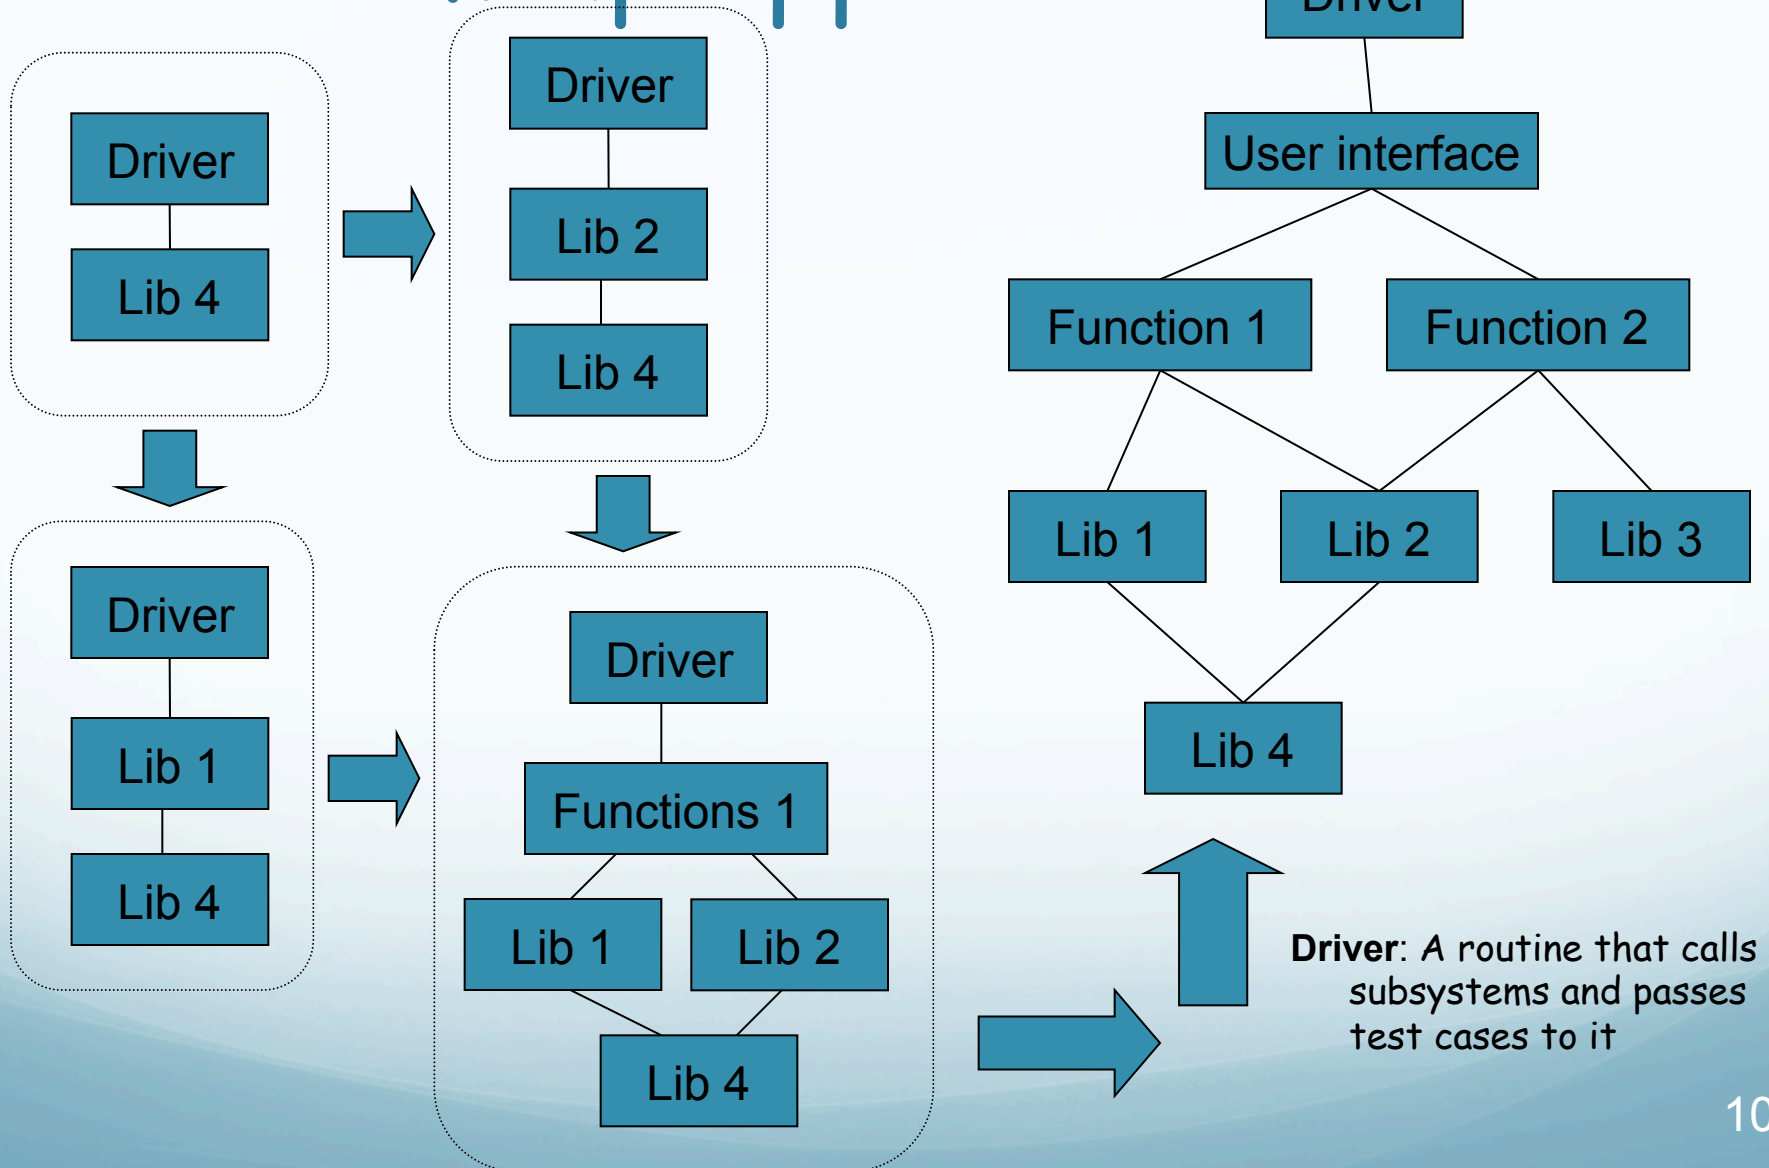 Driver
Lib 4
Driver
Lib 2
Lib 4
Driver
Lib 1
Lib 4
Driver
Functions 1
Lib 1
Lib 2
Lib 4
Driver
User interface
Function 1
Function 2
Lib 1
Lib 2
Lib 3
Lib 4
Driver: A routine that calls
subsystems and passes
test cases to it
10